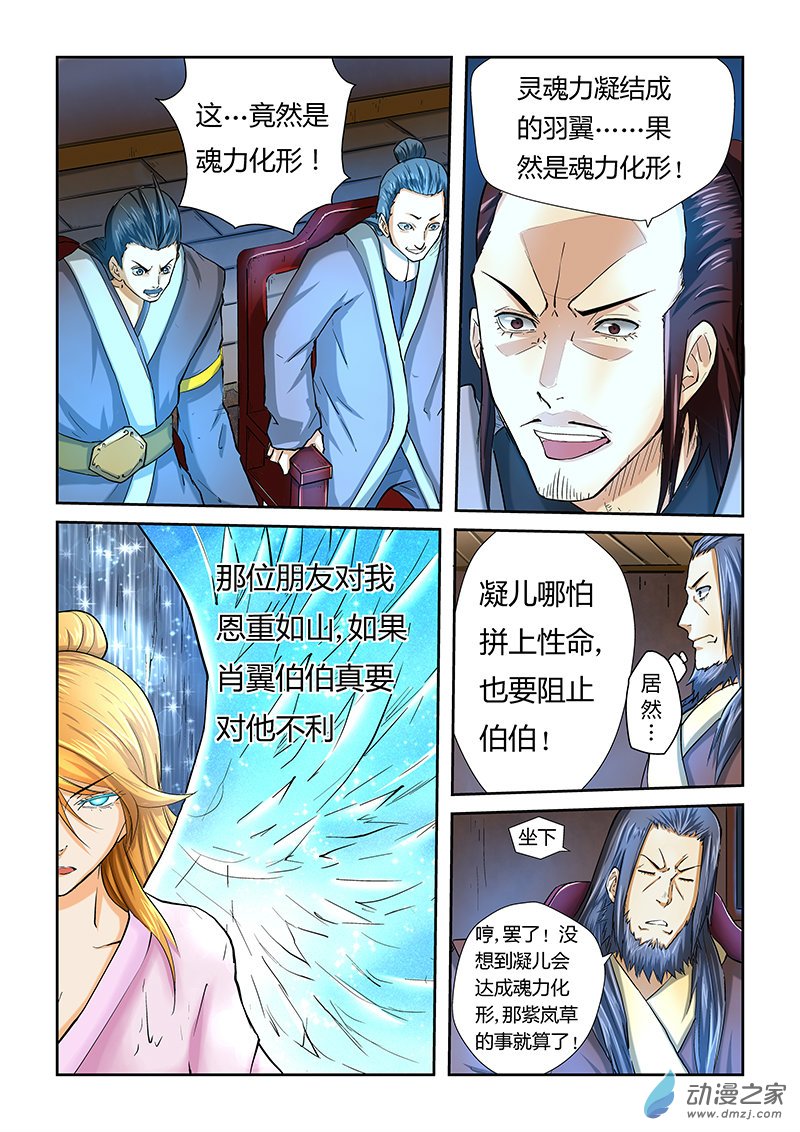 这…竟然是
魂力化形！
灵魂力凝结成
的羽翼……果
然是魂力化形！
那位朋友对我
恩重如山,如果
肖翼伯伯真要
对他不利
凝儿哪怕
拼上性命,
也要阻止
伯伯！
居
然
…
坐下
哼，罢了！没
想到凝儿会
达成魂力化
形,那紫岚草
的事就算了！
动漫之家
www.dmzj.com